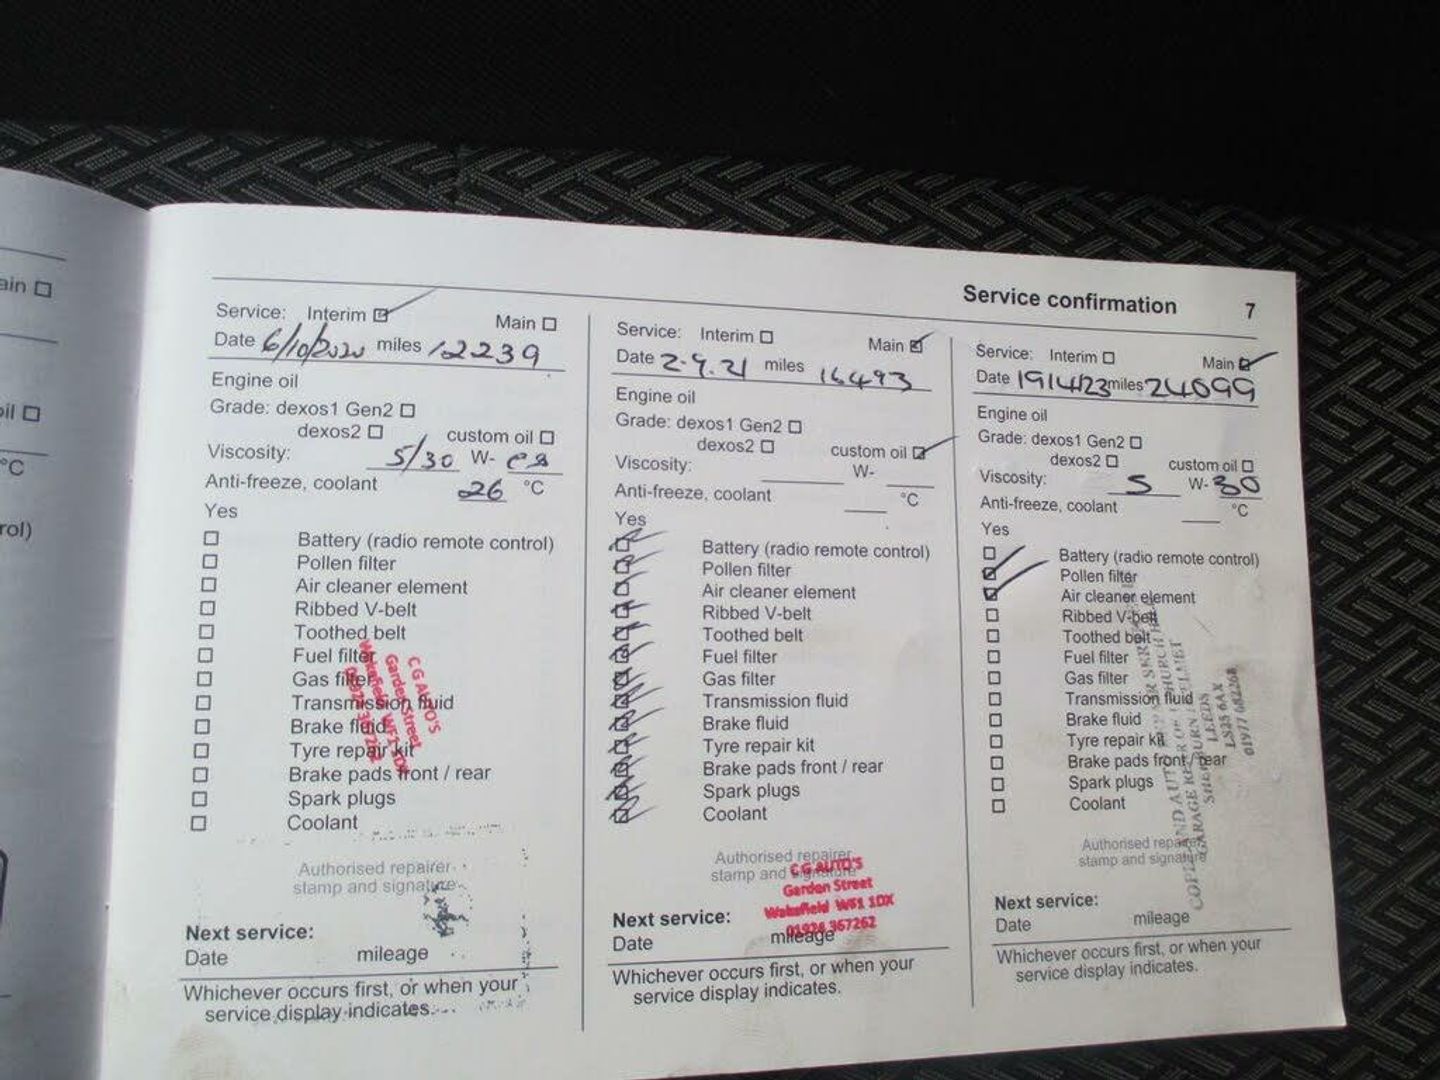 ain
il
°C
rol)
Service confirmation 7
Service: Interim
Main
Date 6/10/2020 miles 12239
Engine oil
Grade: dexos1 Gen2
dexos2 custom oil
Viscosity: 5/30 W-
Anti-freeze, coolant 26 °C
Yes
Battery (radio remote control)
Pollen filter
Air cleaner element
Ribbed V-belt
Toothed belt
Fuel filter
Gas filter
Transmission fluid
Brake fluid
Tyre repair kit
Brake pads front / rear
Spark plugs
Coolant
C G AUTO'S
Garden Street
Wakefield WF1 1DX
Authorised repairer
stamp and signature
Next service:
Date mileage
Whichever occurs first, or when your
service display indicates.
Service: Interim
Main
Date 2.9.21 miles 16493
Engine oil
Grade: dexos1 Gen2
dexos2 custom oil
Viscosity: W-
Anti-freeze, coolant °C
Yes
Battery (radio remote control)
Pollen filter
Air cleaner element
Ribbed V-belt
Toothed belt
Fuel filter
Gas filter
Transmission fluid
Brake fluid
Tyre repair kit
Brake pads front / rear
Spark plugs
Coolant
Authorised repairer
stamp and signature
C G AUTO'S
Garden Street
Wakefield WF1 1DX
01924 367262
Next service:
Date mileage
Whichever occurs first, or when your
service display indicates.
Service: Interim
Main
Date 19/4/23 miles 24099
Engine oil
Grade: dexos1 Gen2
dexos2 custom oil
Viscosity: 5 W-30
Anti-freeze, coolant °C
Yes
Battery (radio remote control)
Pollen filter
Air cleaner element
Ribbed V-belt
Toothed belt
Fuel filter
Gas filter
Transmission fluid
Brake fluid
Tyre repair kit
Brake pads front / rear
Spark plugs
Coolant
LEEDS
LS25 6AX
01977 682268
Authorised repairer
stamp and signature
Next service:
Date mileage
Whichever occurs first, or when your
service display indicates.